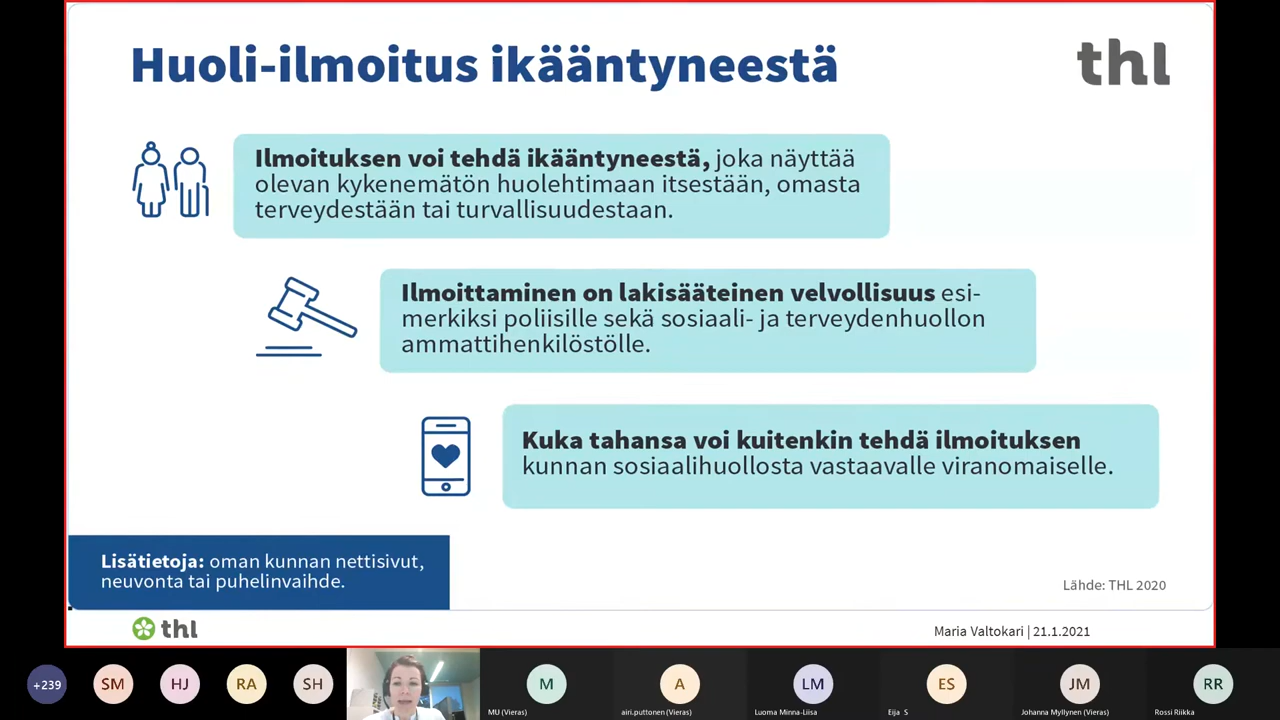 Huoli-ilmoitus ikääntyneestä
thl
Ilmoituksen voi tehdä ikääntyneestä, joka näyttää
olevan kykenemätön huolehtimaan itsestään, omasta
terveydestään tai turvallisuudestaan.
Ilmoittaminen on lakisääteinen velvollisuus esi-
merkiksi poliisille sekä sosiaali- ja terveydenhuollon
ammattihenkilöstölle.
Kuka tahansa voi kuitenkin tehdä ilmoituksen
kunnan sosiaalihuollosta vastaavalle viranomaiselle.
Lisätietoja: oman kunnan nettisivut,
neuvonta tai puhelinvaihde.
Lähde: THL 2020
thl
Maria Valtokari | 21.1.2021
+239
SM
HJ
RA
SH
M
A
LM
ES
JM
RR
MU (Vieras)
airi.puttonen (Vieras)
Luoma Minna-Liisa
Eija S
Johanna Myllynen (Vieras)
Rossi Riikka